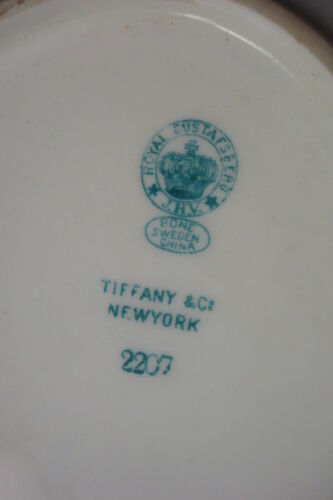 ROYAL GUSTAFSBERG
J.H.V.
BONE
SWEDEN
CHINA
TIFFANY & Co
NEWYORK
2207